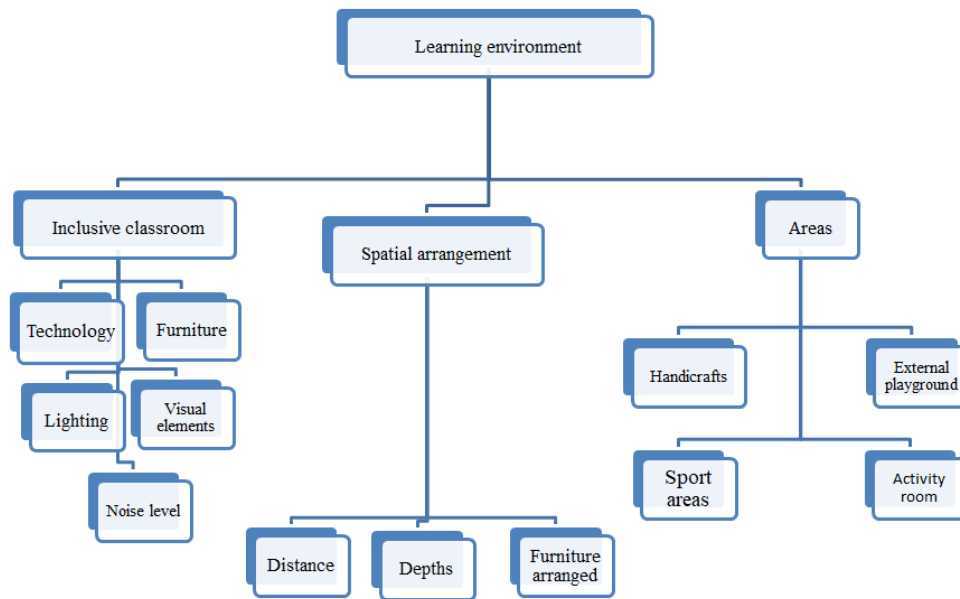 Learning environment
Inclusive classroom
Spatial arrangement
Areas
Technology
Furniture
Lighting
Visual
elements
Noise level
Distance
Depths
Furniture
arranged
Handicrafts
External
playground
Sport
areas
Activity
room